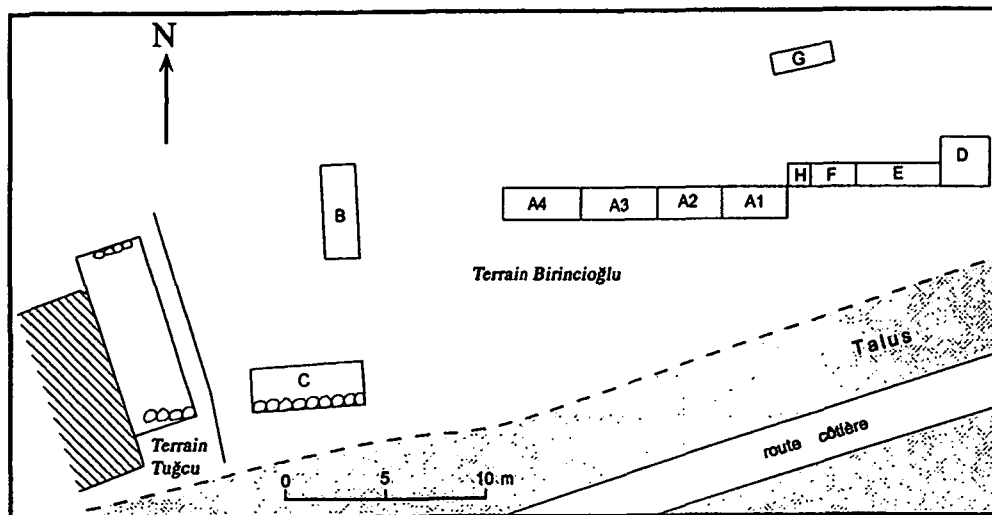 N
G
D
H F E
A4 A3 A2 A1
B
Terrain Birincioğlu
Talus
C
route côtière
Terrain
Tuğcu
0 5 10 m